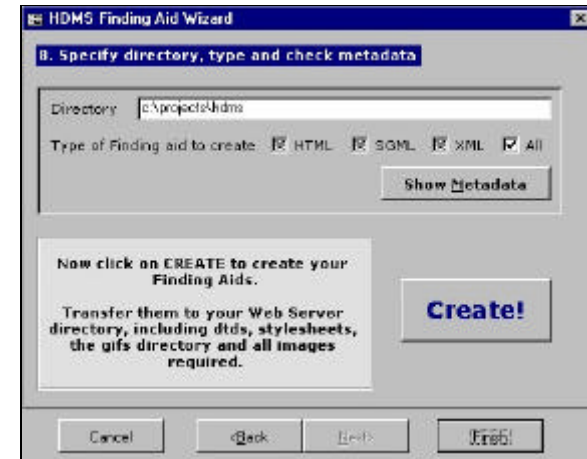 HDMS Finding Aid Wizard
8. Specify directory, type and check metadata
Directory c:\projects\hdms
Type of Finding aid to create HTML SGML XML All
Show Metadata
Now click on CREATE to create your
Finding Aids.
Transfer them to your Web Server
directory, including dtds, stylesheets,
the gifs directory and all images
required.
Create!
Cancel <Back Next> Finish